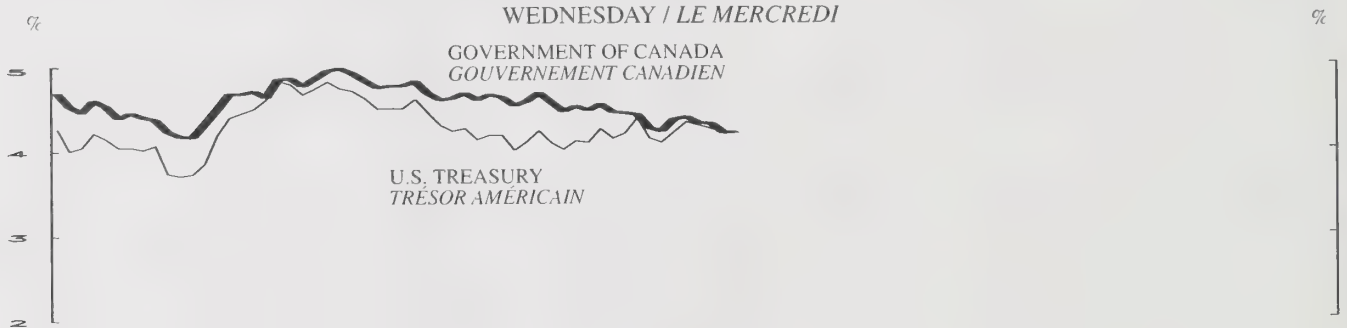 WEDNESDAY / LE MERCREDI
%
%
GOVERNMENT OF CANADA
GOUVERNEMENT CANADIEN
5
4
U.S. TREASURY
TRÉSOR AMÉRICAIN
3
2